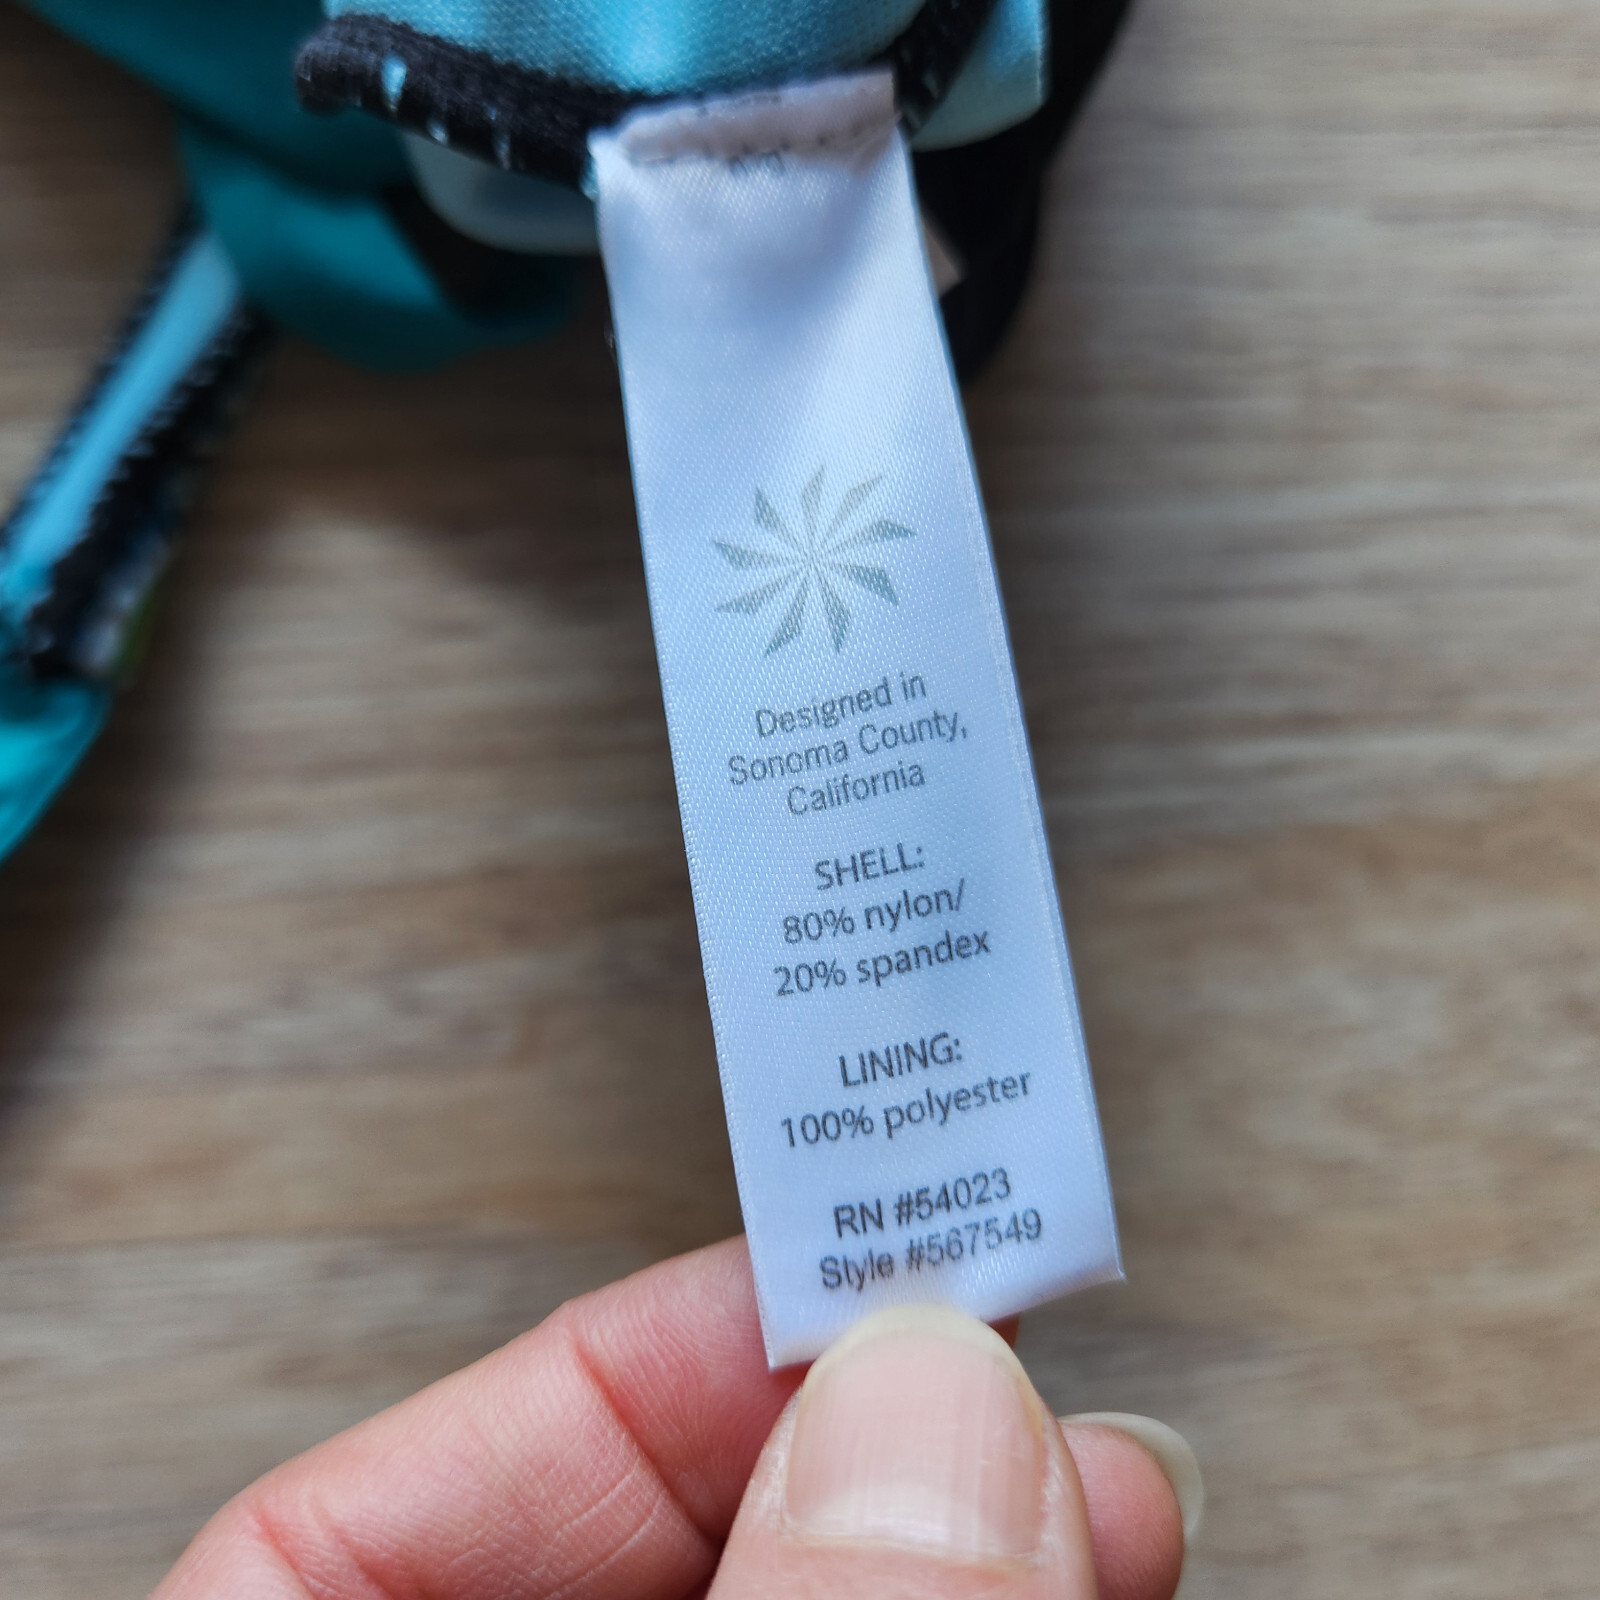 Designed in
Sonoma County,
California
SHELL:
80% nylon/
20% spandex
LINING:
100% polyester
RN #54023
Style #567549